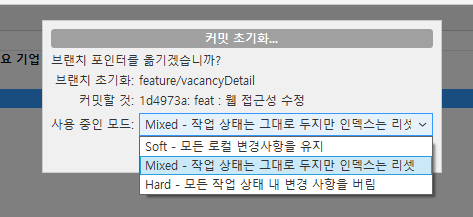 커밋 초기화...
요 기업
브랜치 포인터를 옮기겠습니까?
브랜치 초기화: feature/vacancyDetail
커밋할 것: 1d4973a: feat : 웹 접근성 수정
사용 중인 모드: Mixed - 작업 상태는 그대로 두지만 인덱스는 리셋
Soft - 모든 로컬 변경사항을 유지
Mixed - 작업 상태는 그대로 두지만 인덱스는 리셋
Hard - 모든 작업 상태 내 변경 사항을 버림